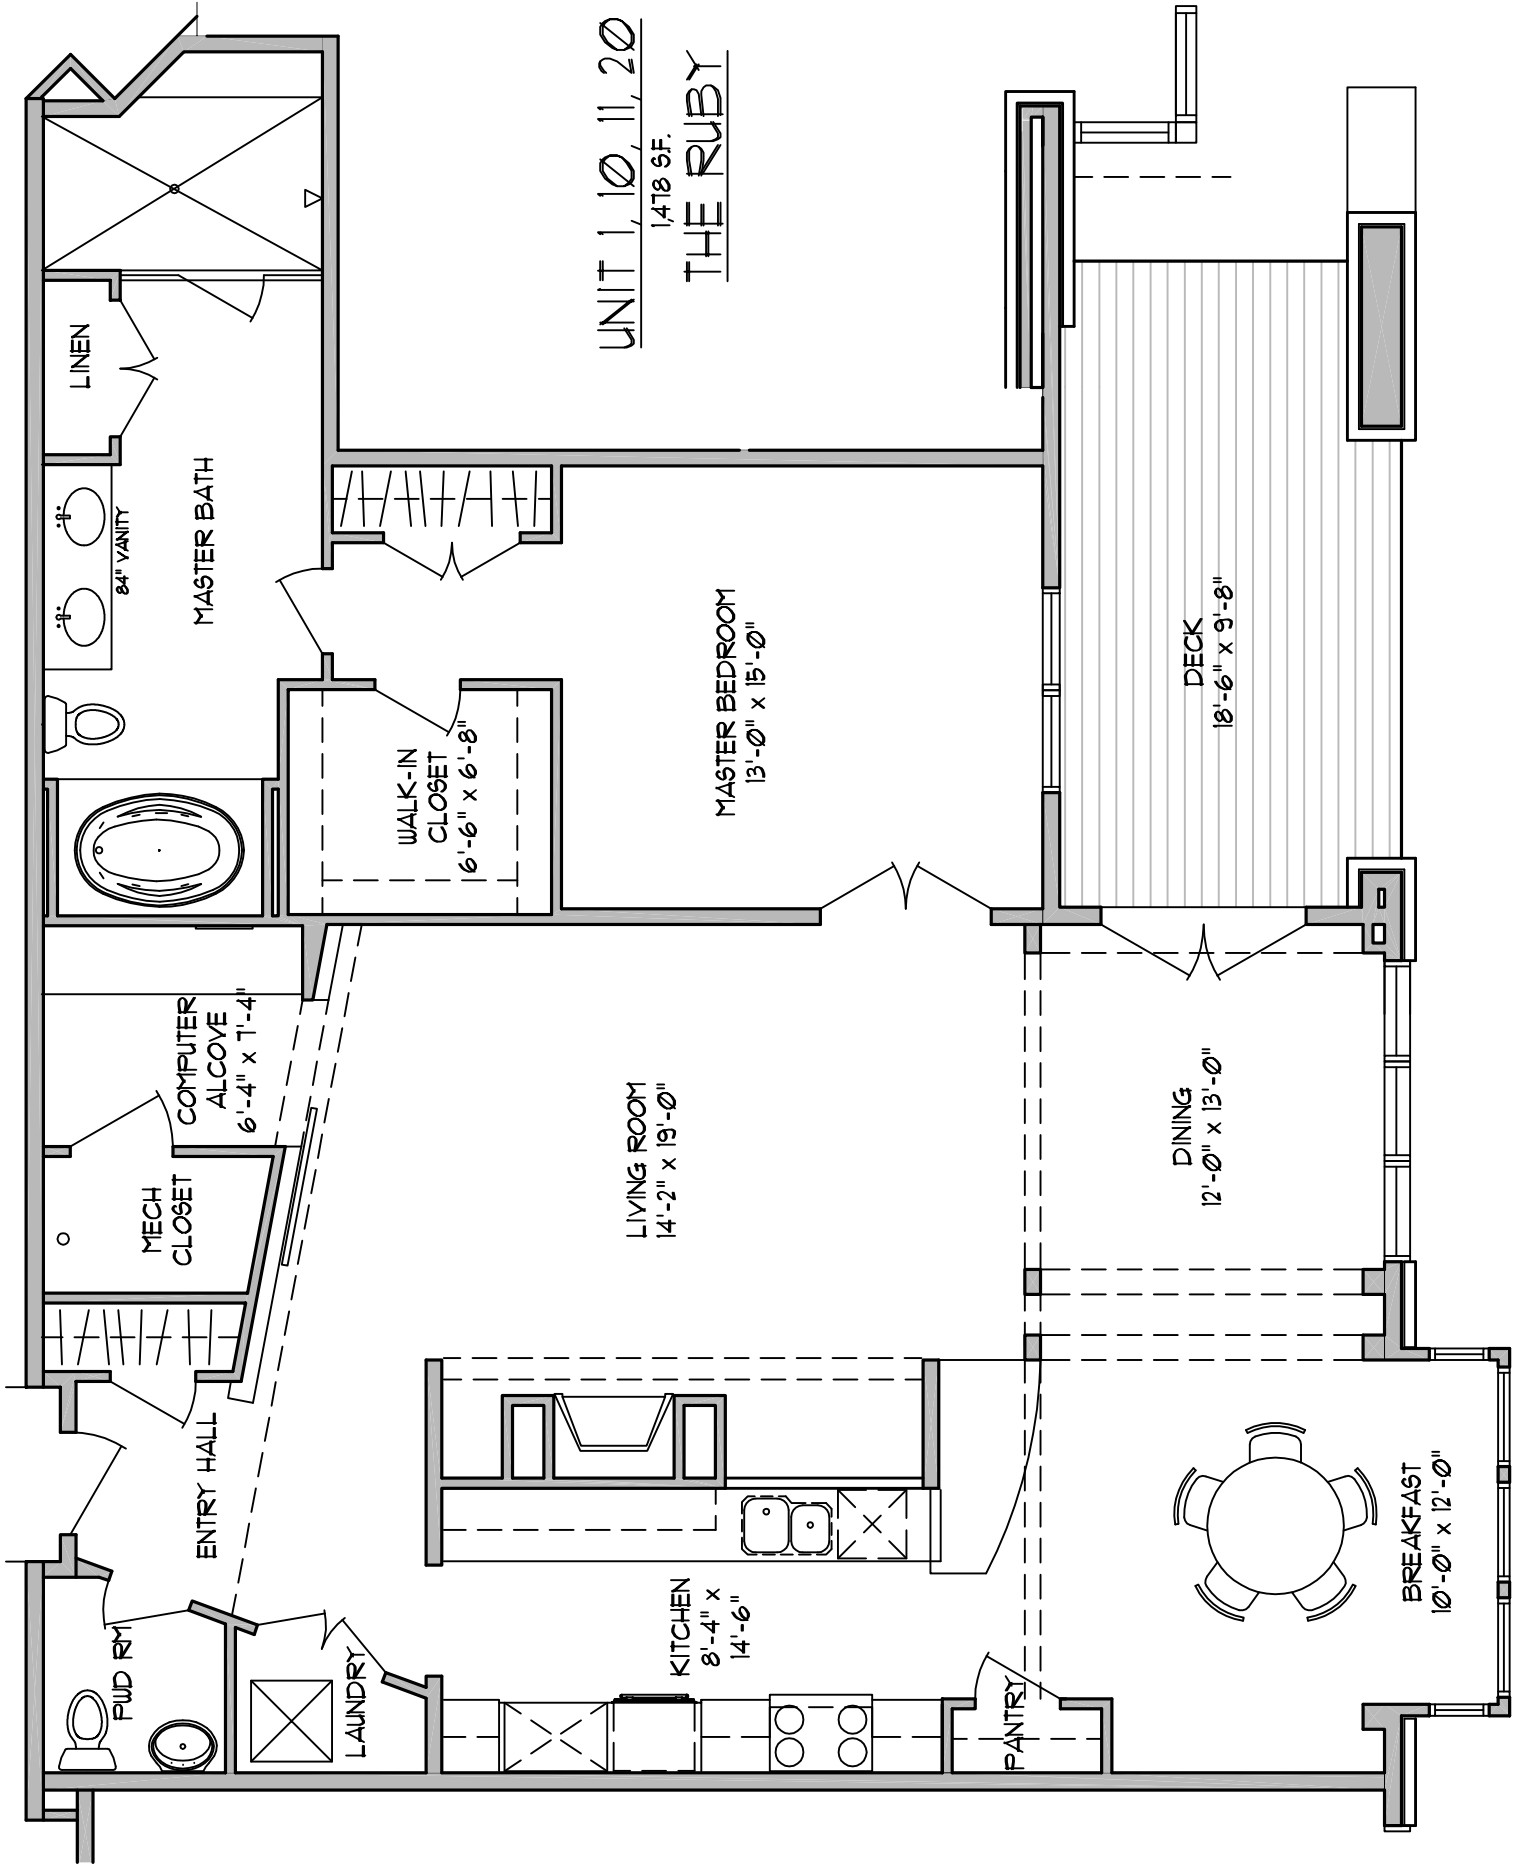 UNIT 1, 10, 11, 20
1,478 S.F.
THE RUBY
LINEN
84" VANITY
MASTER BATH
WALK-IN
CLOSET
6'-6" x 6'-8"
MASTER BEDROOM
13'-0" x 15'-0"
DECK
18'-6" x 9'-8"
COMPUTER
ALCOVE
6'-4" x 7'-4"
MECH
CLOSET
LIVING ROOM
14'-2" x 19'-0"
DINING
12'-0" x 13'-0"
ENTRY HALL
PWD RM
LAUNDRY
KITCHEN
8'-4" x
14'-6"
PANTRY
BREAKFAST
10'-0" x 12'-0"